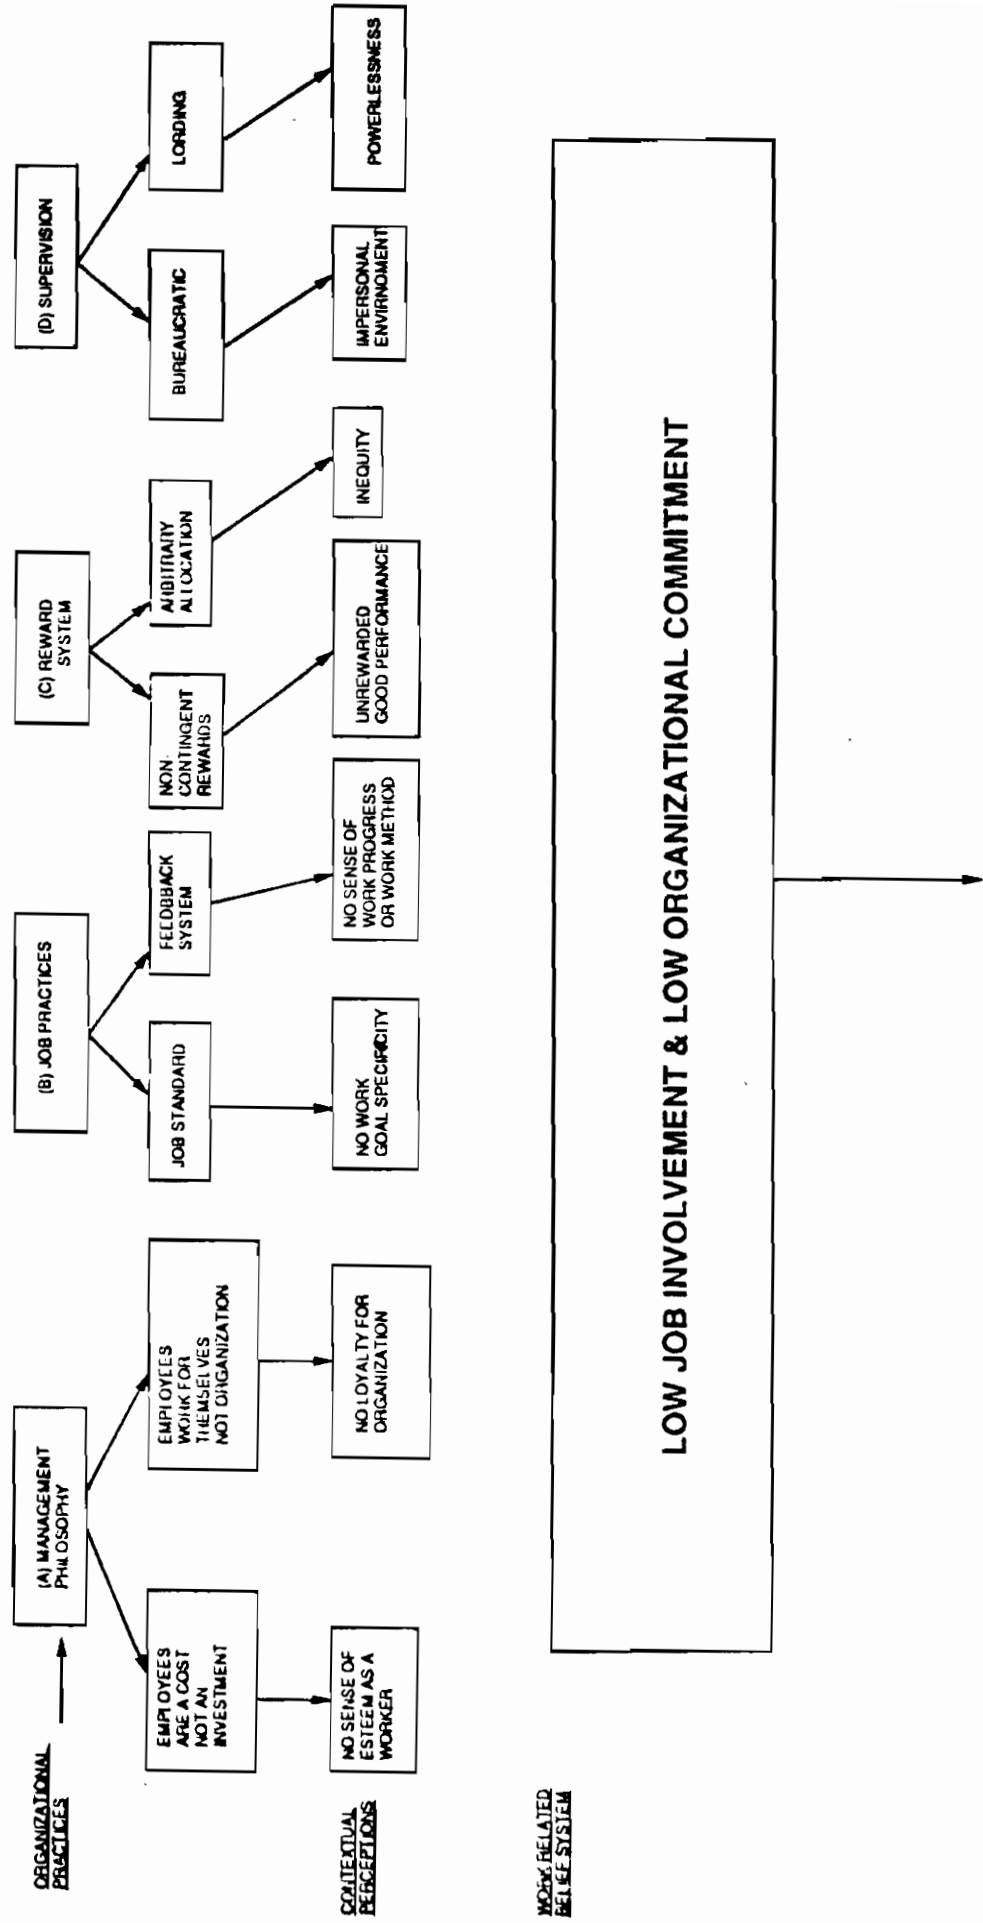 ORGANIZATIONAL
PRACTICES
(A) MANAGEMENT
PHILOSOPHY
(B) JOB PRACTICES
(C) REWARD
SYSTEM
(D) SUPERVISION
EMPLOYEES
ARE A COST
NOT AN
INVESTMENT
EMPLOYEES
WORK FOR
THEMSELVES
NOT ORGANIZATION
JOB STANDARD
FEEDBBACK
SYSTEM
NON-
CONTINGENT
REWARDS
ARBITRARY
ALLOCATION
BUREAUCRATIC
LORDING
CONTEXTUAL
PERCEPTIONS
NO SENSE OF
ESTEEM AS A
WORKER
NO LOYALTY FOR
ORGANIZATION
NO WORK
GOAL SPECIFICITY
NO SENSE OF
WORK PROGRESS
OR WORK METHOD
UNREWARDED
GOOD PERFORMANCE
INEQUITY
IMPERSONAL
ENVIRNOMENT
POWERLESSNESS
WORK RELATED
BELIEF SYSTEM
LOW JOB INVOLVEMENT & LOW ORGANIZATIONAL COMMITMENT